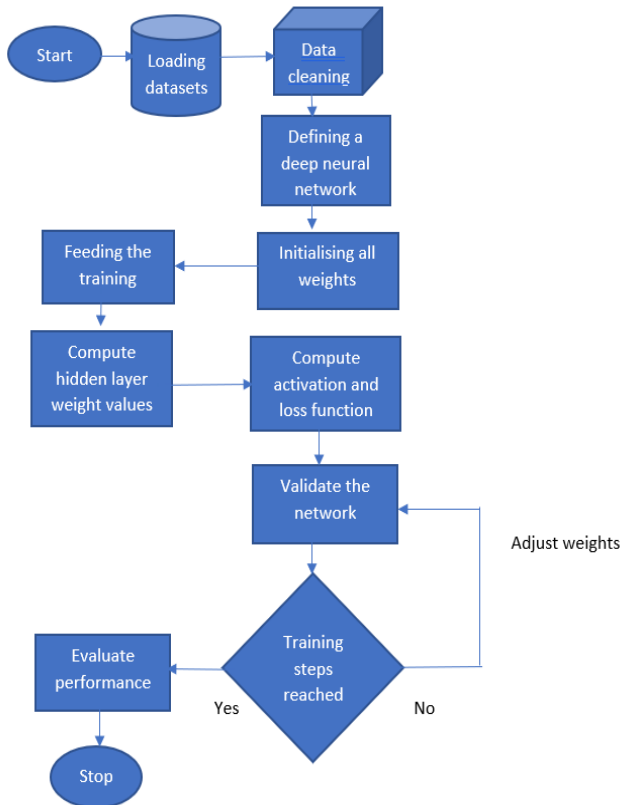 Start
Loading
datasets
Data
cleaning
Defining a
deep neural
network
Initialising all
weights
Feeding the
training
Compute
hidden layer
weight values
Compute
activation and
loss function
Validate the
network
Adjust weights
Training
steps
reached
No
Yes
Evaluate
performance
Stop